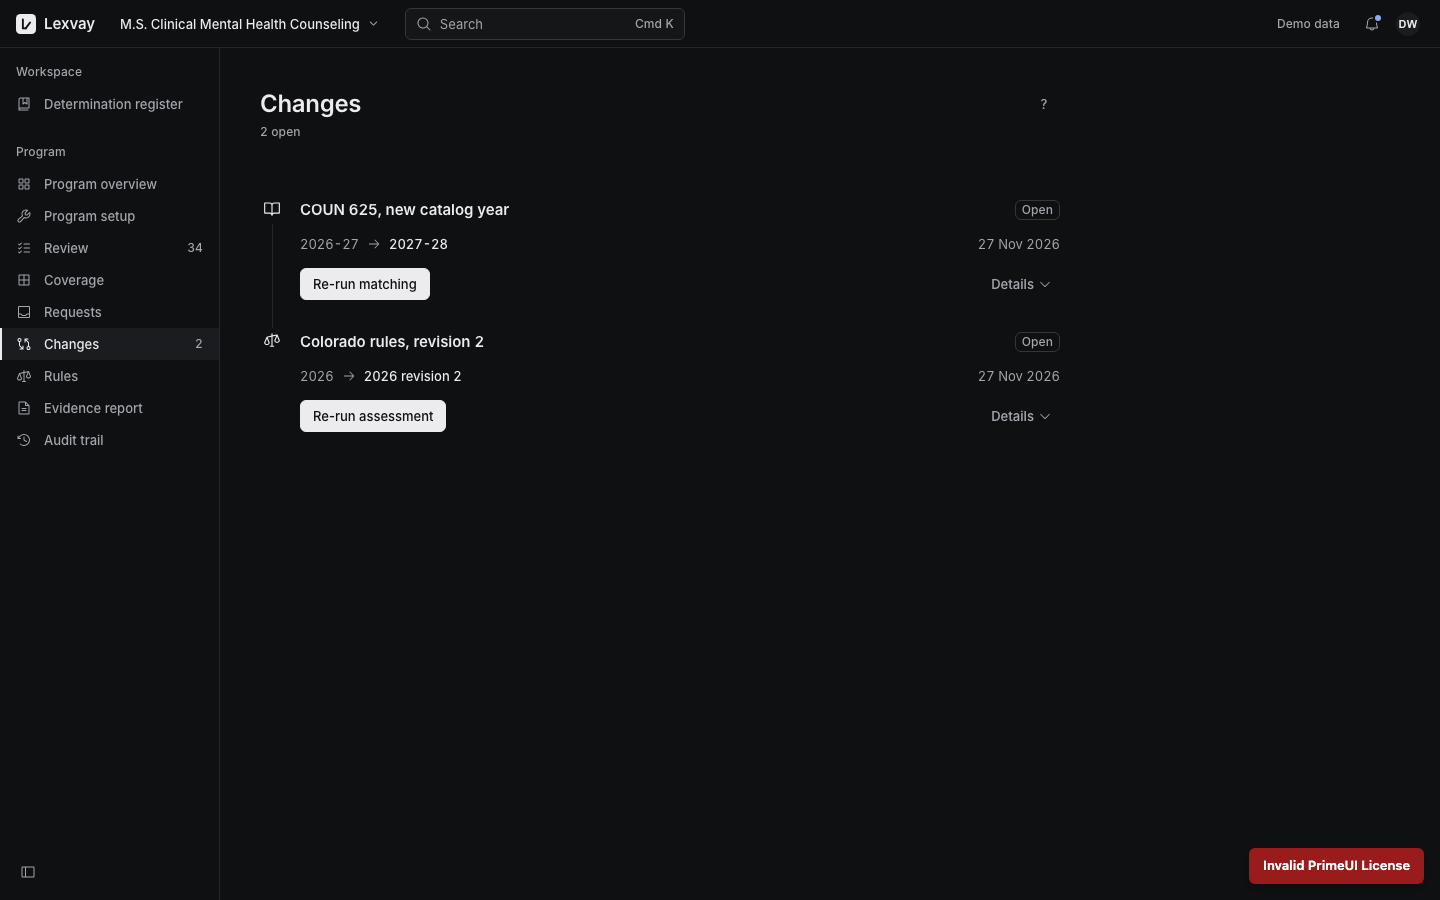 Lexvay
M.S. Clinical Mental Health Counseling
Search
Cmd K
Demo data
DW
Workspace
Determination register
Program
Program overview
Program setup
Review 34
Coverage
Requests
Changes 2
Rules
Evidence report
Audit trail
Changes
?
2 open
COUN 625, new catalog year
Open
2026-27 → 2027-28
27 Nov 2026
Re-run matching
Details
Colorado rules, revision 2
Open
2026 → 2026 revision 2
27 Nov 2026
Re-run assessment
Details
Invalid PrimeUI License